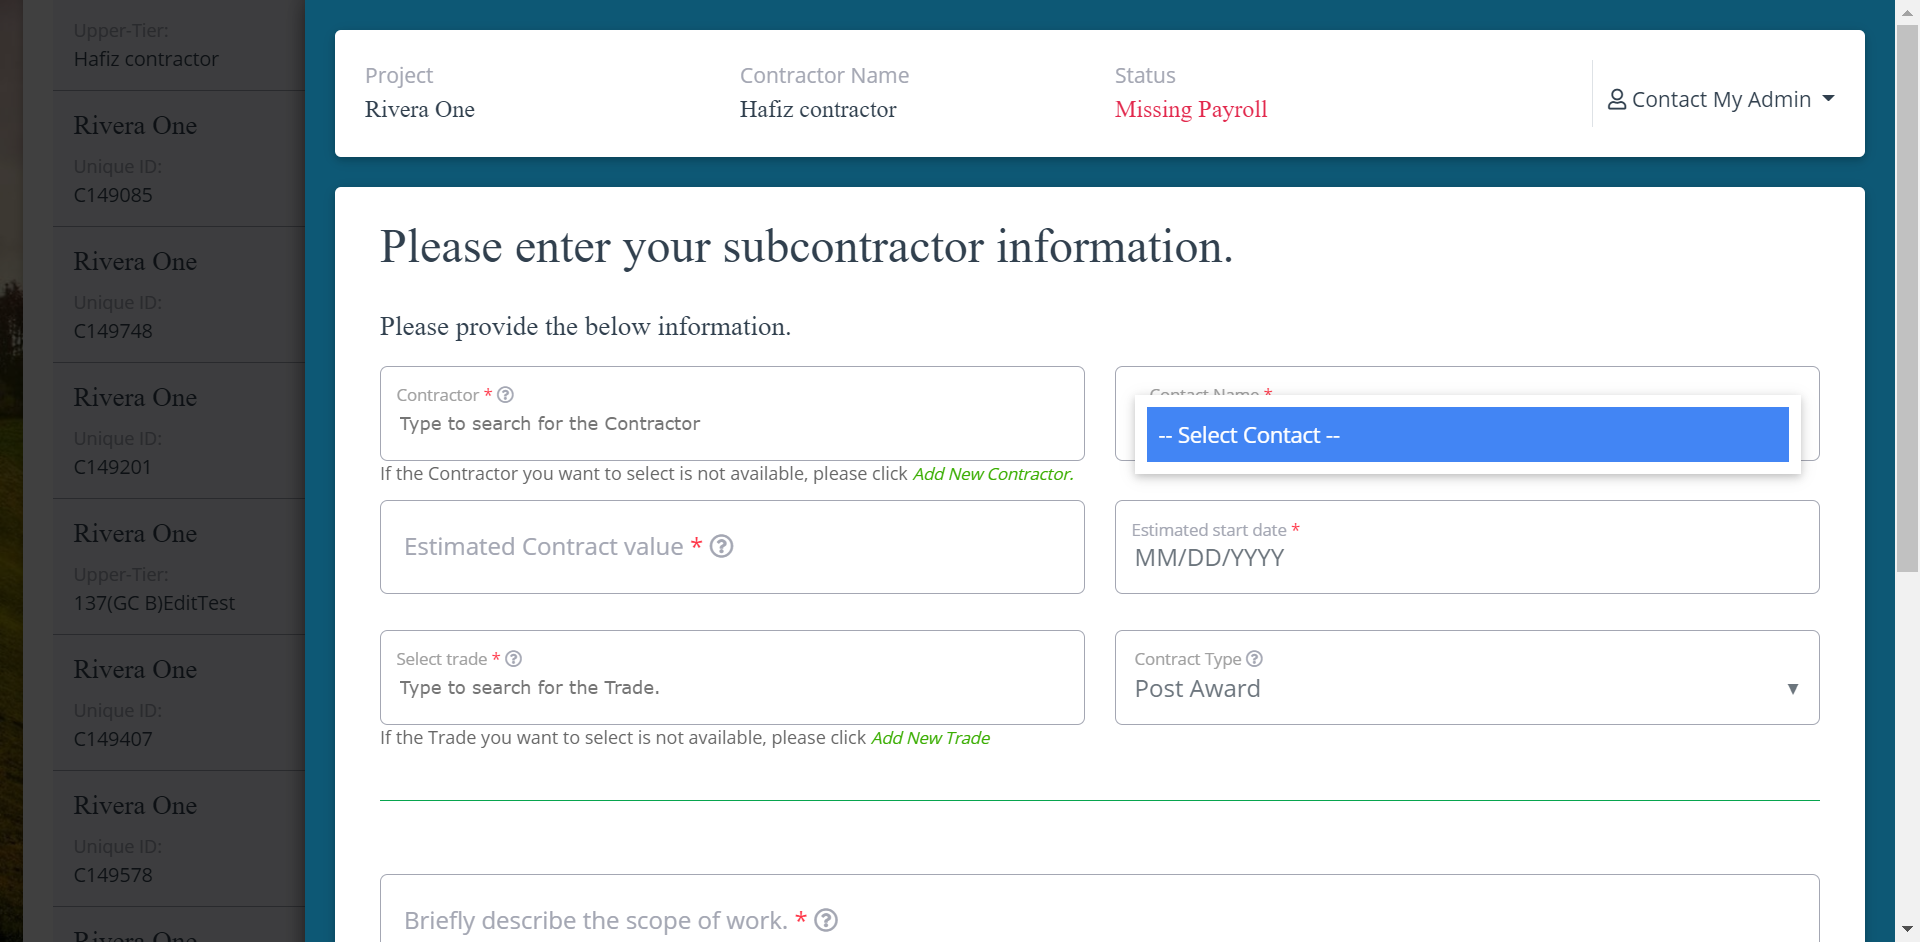 Upper-Tier:
Hafiz contractor
Rivera One
Unique ID:
C149085
Rivera One
Unique ID:
C149748
Rivera One
Unique ID:
C149201
Rivera One
Upper-Tier:
137(GC B)EditTest
Rivera One
Unique ID:
C149407
Rivera One
Unique ID:
C149578
Rivera One
Project
Rivera One
Contractor Name
Hafiz contractor
Status
Missing Payroll
Contact My Admin
Please enter your subcontractor information.
Please provide the below information.
Contractor *
Type to search for the Contractor
If the Contractor you want to select is not available, please click Add New Contractor.
Contact Name *
-- Select Contact --
Estimated Contract value *
Estimated start date *
MM/DD/YYYY
Select trade *
Type to search for the Trade.
If the Trade you want to select is not available, please click Add New Trade
Contract Type
Post Award
Briefly describe the scope of work. *